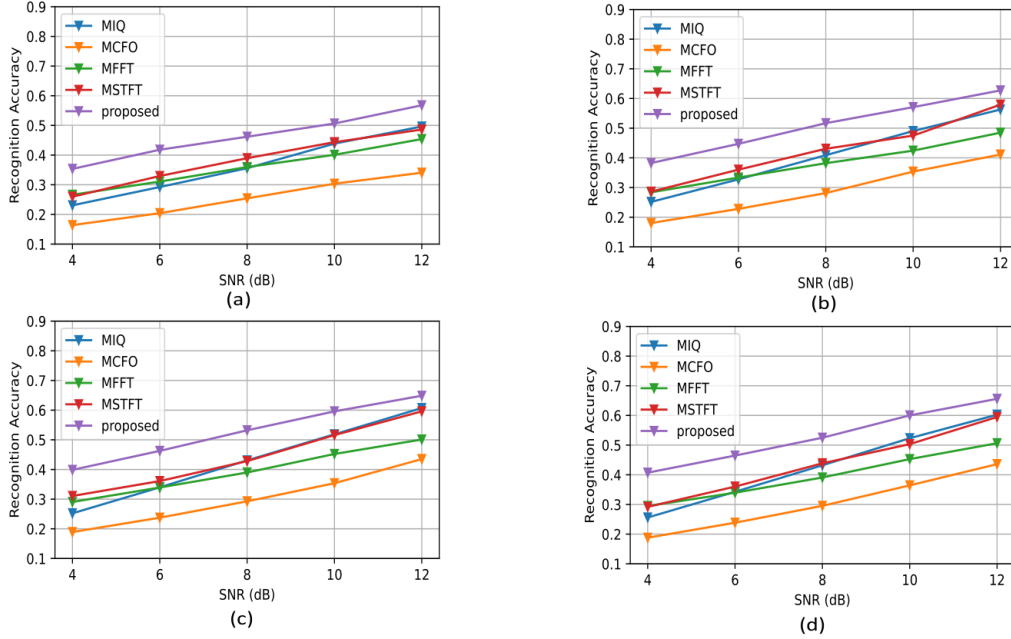 0.9
0.8
0.7
0.6
0.5
0.4
0.3
0.2
0.1
Recognition Accuracy
MIQ
MCFO
MFFT
MSTFT
proposed
4 6 8 10 12
SNR (dB)
(a)
0.9
0.8
0.7
0.6
0.5
0.4
0.3
0.2
0.1
Recognition Accuracy
MIQ
MCFO
MFFT
MSTFT
proposed
4 6 8 10 12
SNR (dB)
(b)
0.9
0.8
0.7
0.6
0.5
0.4
0.3
0.2
0.1
Recognition Accuracy
MIQ
MCFO
MFFT
MSTFT
proposed
4 6 8 10 12
SNR (dB)
(c)
0.9
0.8
0.7
0.6
0.5
0.4
0.3
0.2
0.1
Recognition Accuracy
MIQ
MCFO
MFFT
MSTFT
proposed
4 6 8 10 12
SNR (dB)
(d)